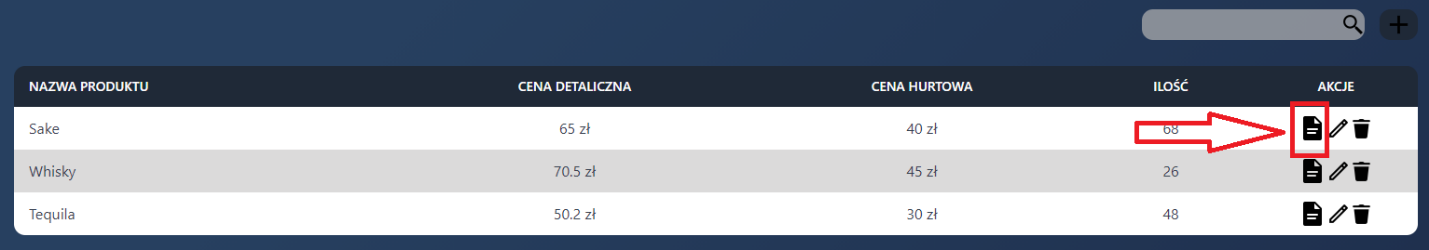 NAZWA PRODUKTU CENA DETALICZNA CENA HURTOWA ILOŚĆ AKCJE
Sake 65 zł 40 zł 68
Whisky 70.5 zł 45 zł 26
Tequila 50.2 zł 30 zł 48